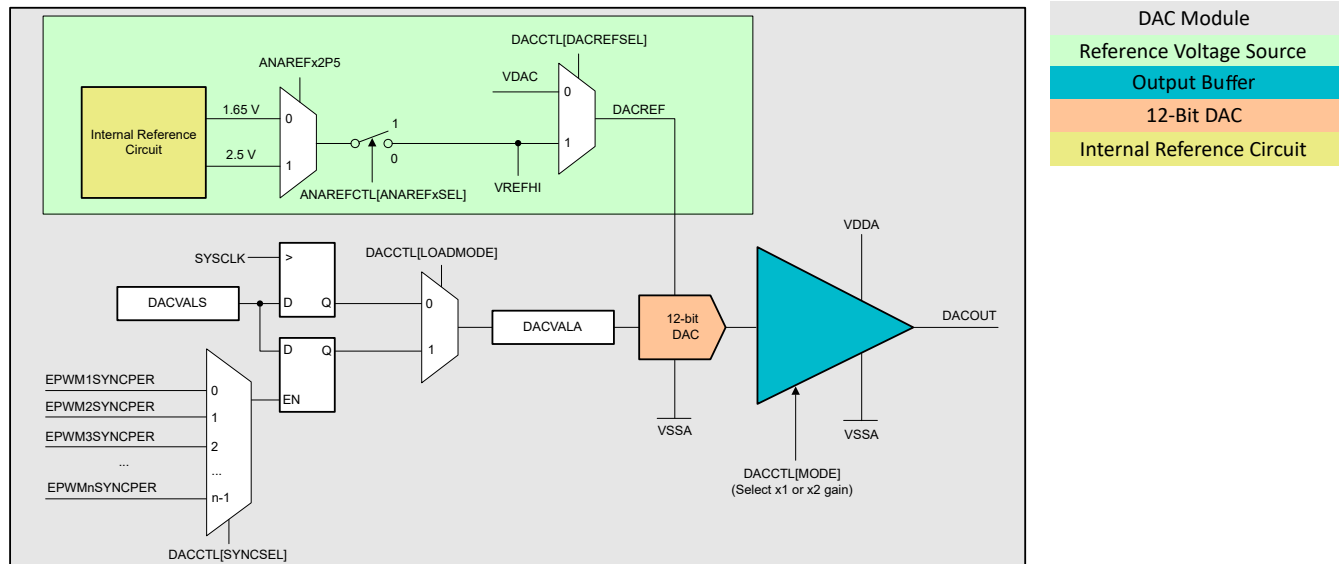 DAC Module
Reference Voltage Source
Output Buffer
12-Bit DAC
Internal Reference Circuit
DACCTL[DACREFSEL]
ANAREFx2P5
VDAC
0
DACREF
Internal Reference
Circuit
1.65 V
0
2.5 V
1
1
0
1
ANAREFCTL[ANAREFxSEL]
VREFHI
SYSCLK
>
DACCTL[LOADMODE]
VDDA
DACVALS
D
Q
0
DACVALA
12-bit
DAC
DACOUT
D
Q
1
EN
EPWM1SYNCPER
0
EPWM2SYNCPER
1
EPWM3SYNCPER
2
...
...
EPWMnSYNCPER
n-1
VSSA
VSSA
DACCTL[MODE]
(Select x1 or x2 gain)
DACCTL[SYNCSEL]